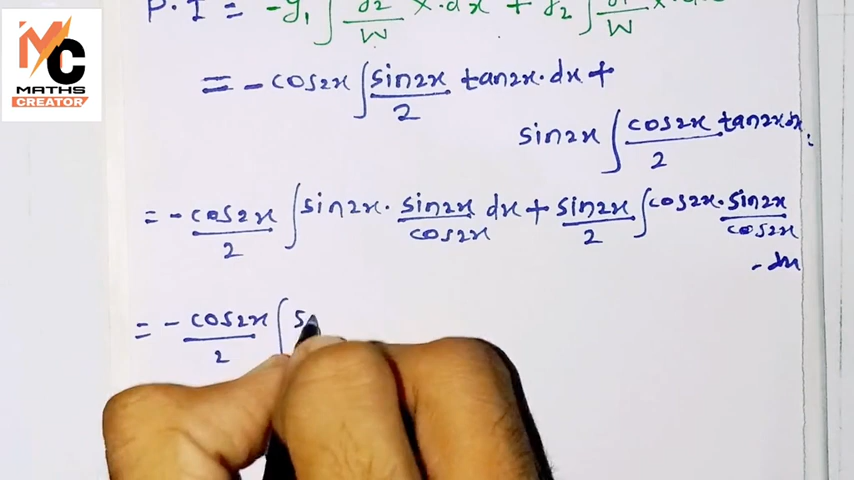 MC
MATHS
CREATOR
P.I = -y₁ ∫ y₂/W X.dx + y₂ ∫ y₁/W X.dx
= - cos2x ∫ sin2x/2 tan2x.dx +
sin2x ∫ cos2x/2 tan2x dx.
= - cos2x/2 ∫ sin2x. sin2x/cos2x dx + sin2x/2 ∫ cos2x. sin2x/cos2x
- dx
= - cos2x/2 ∫ s